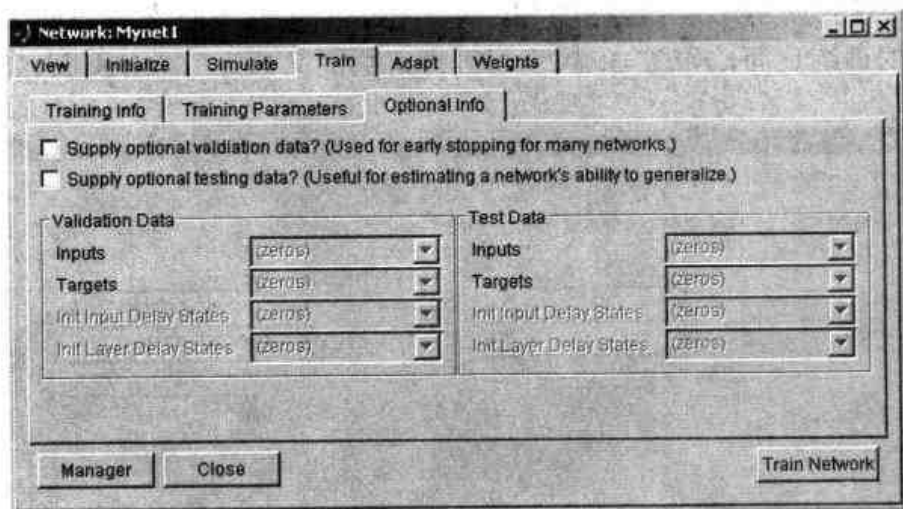 Network: Mynet1
View Initialize Simulate Train Adapt Weights
Training Info Training Parameters Optional Info
Supply optional valdiation data? (Used for early stopping for many networks.)
Supply optional testing data? (Useful for estimating a network's ability to generalize.)
Validation Data
Inputs (zeros)
Targets (zeros)
Init Input Delay States (zeros)
Init Layer Delay States (zeros)
Test Data
Inputs (zeros)
Targets (zeros)
Init Input Delay States (zeros)
Init Layer Delay States (zeros)
Manager Close Train Network